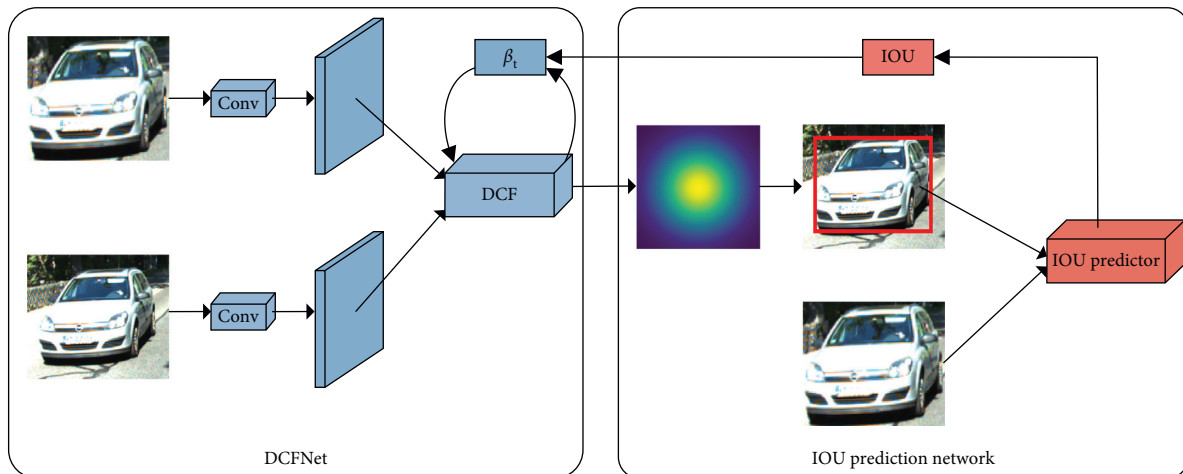 Conv
β_t
DCF
Conv
DCFNet
IOU
IOU predictor
IOU prediction network